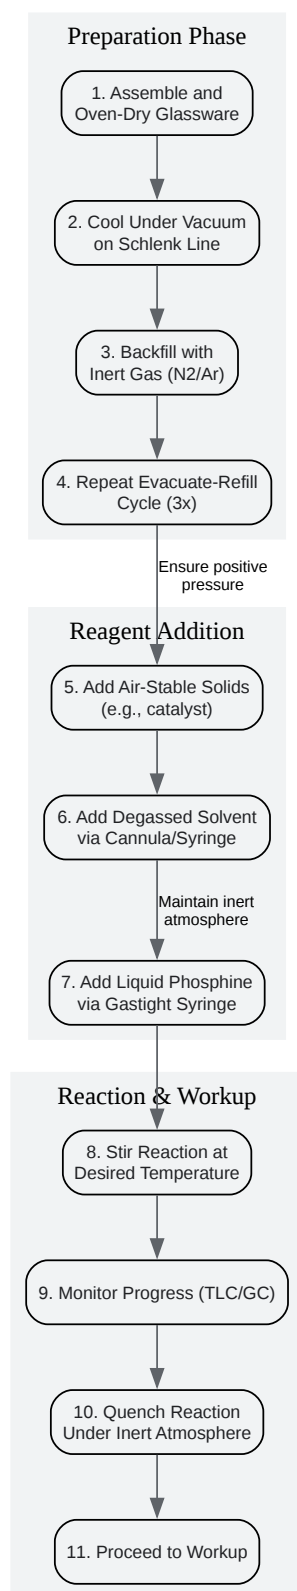 Preparation Phase
1. Assemble and
Oven-Dry Glassware
2. Cool Under Vacuum
on Schlenk Line
3. Backfill with
Inert Gas (N2/Ar)
4. Repeat Evacuate-Refill
Cycle (3x)
Ensure positive
pressure
Reagent Addition
5. Add Air-Stable Solids
(e.g., catalyst)
6. Add Degassed Solvent
via Cannula/Syringe
Maintain inert
atmosphere
7. Add Liquid Phosphine
via Gastight Syringe
Reaction & Workup
8. Stir Reaction at
Desired Temperature
9. Monitor Progress (TLC/GC)
10. Quench Reaction
Under Inert Atmosphere
11. Proceed to Workup